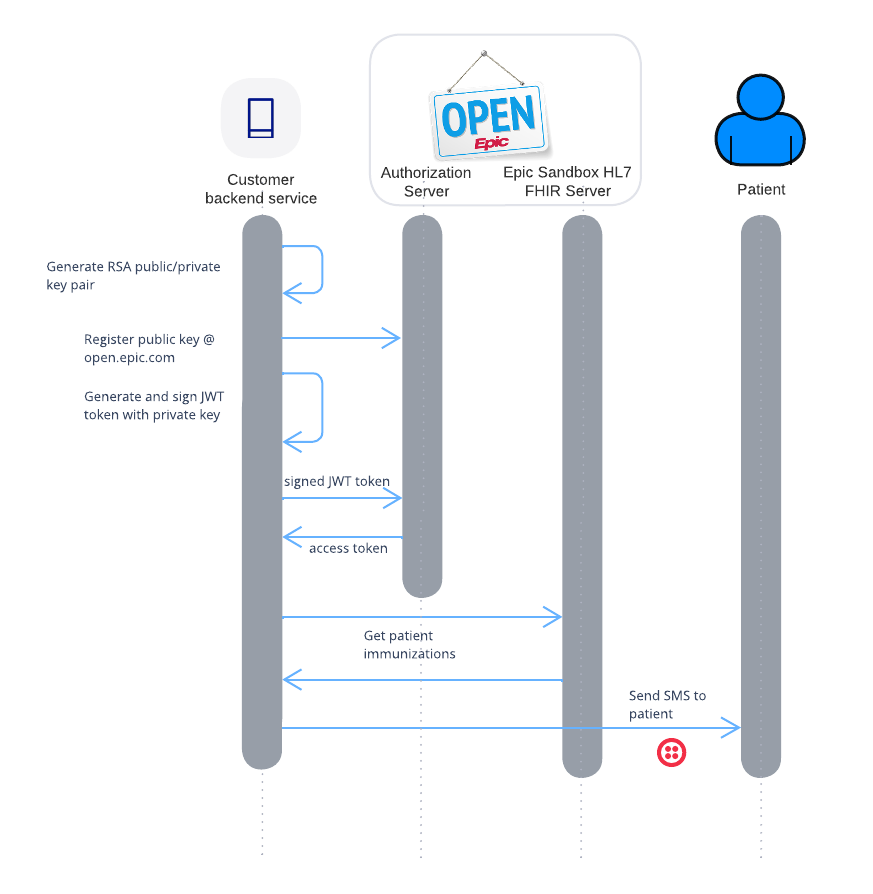 OPEN
Epic
Customer
backend service
Authorization
Server
Epic Sandbox HL7
FHIR Server
Patient
Generate RSA public/private
key pair
Register public key @
open.epic.com
Generate and sign JWT
token with private key
signed JWT token
access token
Get patient
immunizations
Send SMS to
patient